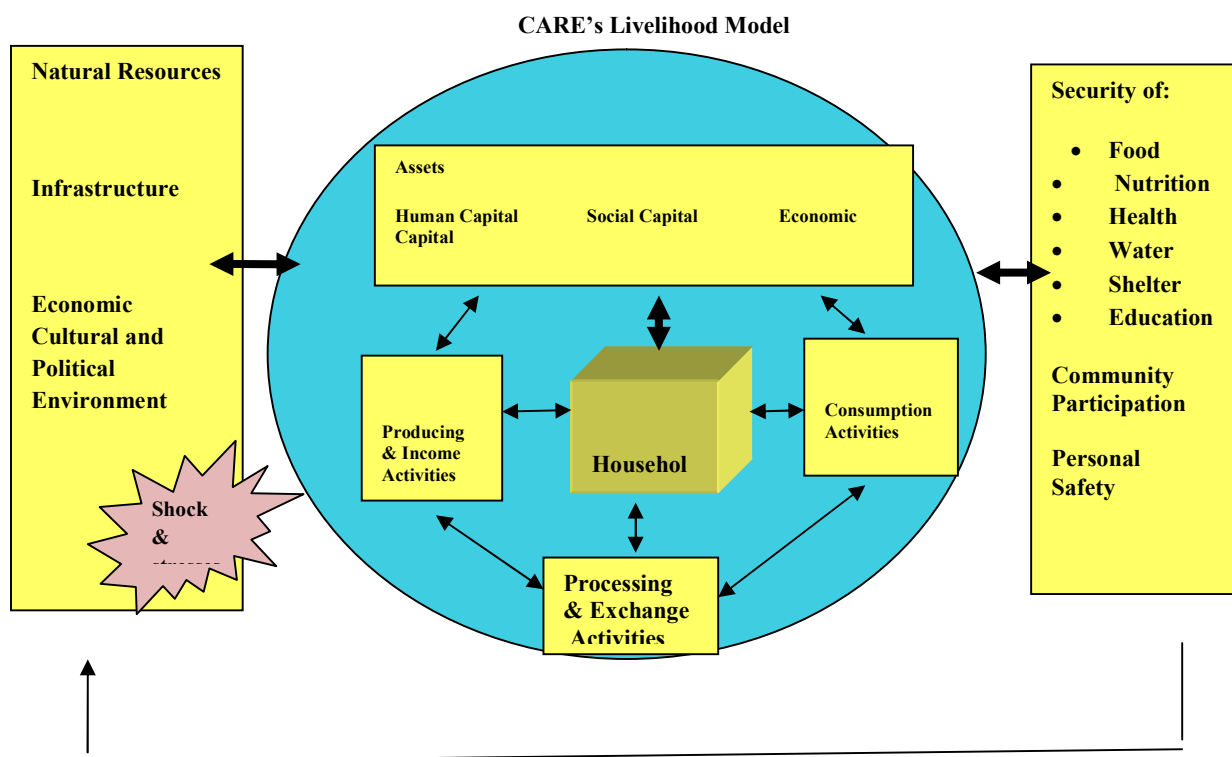 CARE's Livelihood Model
Natural Resources
Infrastructure
Economic
Cultural and
Political
Environment
Shock
&
Assets
Human Capital Social Capital Economic
Capital
Producing
& Income
Activities
Househol
Consumption
Activities
Processing
& Exchange
Activities
Security of:
• Food
• Nutrition
• Health
• Water
• Shelter
• Education
Community
Participation
Personal
Safety